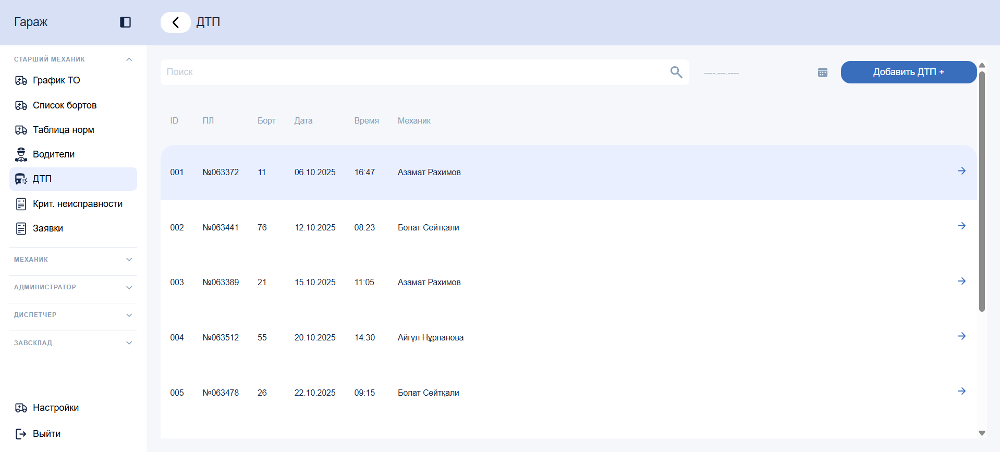 Гараж
ДТП
СТАРШИЙ МЕХАНИК
График ТО
Список бортов
Таблица норм
Водители
ДТП
Крит. неисправности
Заявки
МЕХАНИК
АДМИНИСТРАТОР
ДИСПЕТЧЕР
ЗАВСКЛАД
Настройки
Выйти
Поиск
----.---.----
Добавить ДТП +
ID ПЛ Борт Дата Время Механик
001 №063372 11 06.10.2025 16:47 Азамат Рахимов
002 №063441 76 12.10.2025 08:23 Болат Сейтқали
003 №063389 21 15.10.2025 11:05 Азамат Рахимов
004 №063512 55 20.10.2025 14:30 Айгүл Нұрланова
005 №063478 26 22.10.2025 09:15 Болат Сейтқали